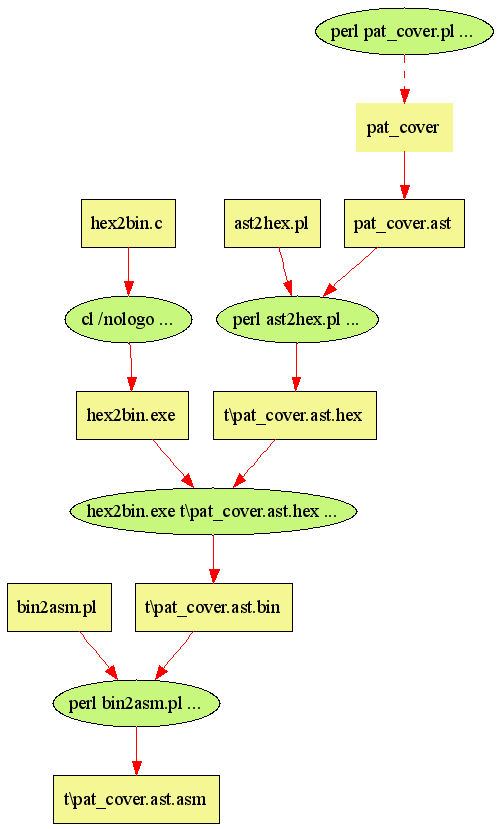 perl pat_cover.pl ...
pat_cover
hex2bin.c
ast2hex.pl
pat_cover.ast
cl /nologo ...
perl ast2hex.pl ...
hex2bin.exe
t\pat_cover.ast.hex
hex2bin.exe t\pat_cover.ast.hex ...
bin2asm.pl
t\pat_cover.ast.bin
perl bin2asm.pl ...
t\pat_cover.ast.asm